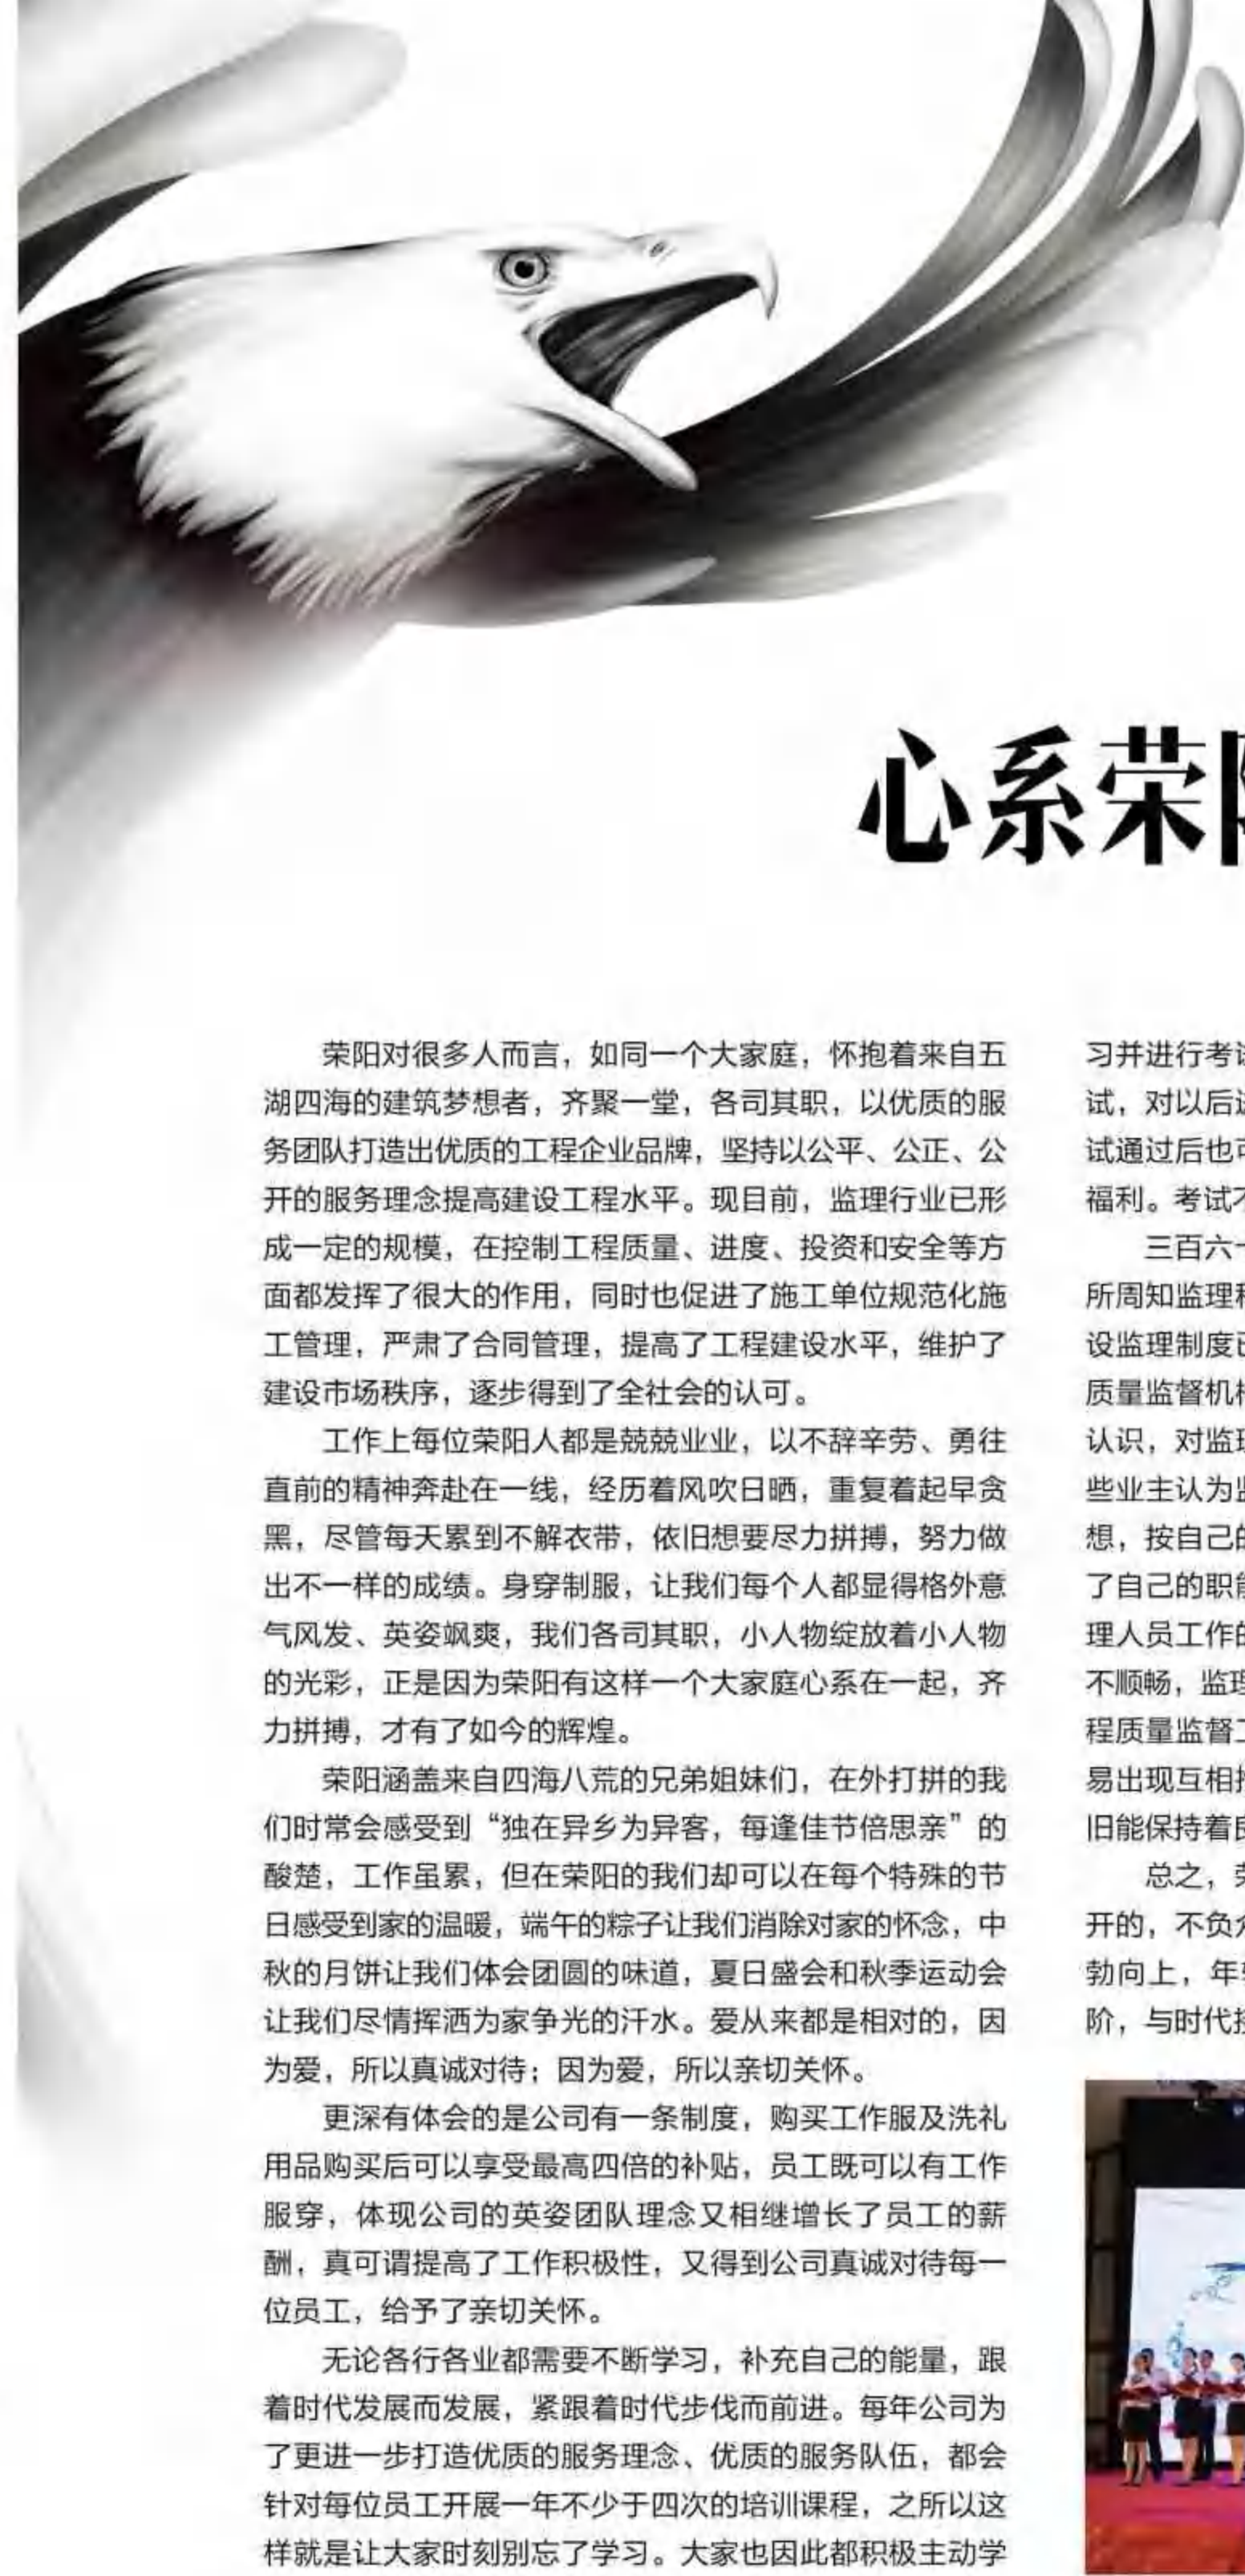 心系荣
荣阳对很多人而言，如同一个大家庭，怀抱着来自五
湖四海的建筑梦想者，齐聚一堂，各司其职，以优质的服
务团队打造出优质的工程企业品牌，坚持以公平、公正、公
开的服务理念提高建设工程水平。现目前，监理行业已形
成一定的规模，在控制工程质量、进度、投资和安全等方
面都发挥了很大的作用，同时也促进了施工单位规范化施
工管理，严肃了合同管理，提高了工程建设水平，维护了
建设市场秩序，逐步得到了全社会的认可。
工作上每位荣阳人都是兢兢业业，以不辞辛劳、勇往
直前的精神奔赴在一线，经历着风吹日晒，重复着起早贪
黑，尽管每天累到不解衣带，依旧想要尽力拼搏，努力做
出不一样的成绩。身穿制服，让我们每个人都显得格外意
气风发、英姿飒爽，我们各司其职，小人物绽放着小人物
的光彩，正是因为荣阳有这样一个大家庭心系在一起，齐
力拼搏，才有了如今的辉煌。
荣阳涵盖来自四海八荒的兄弟姐妹们，在外打拼的我
们时常会感受到“独在异乡为异客，每逢佳节倍思亲”的
酸楚，工作虽累，但在荣阳的我们却可以在每个特殊的节
日感受到家的温暖，端午的粽子让我们消除对家的怀念，中
秋的月饼让我们体会团圆的味道，夏日盛会和秋季运动会
让我们尽情挥洒为家争光的汗水。爱从来都是相对的，因
为爱，所以真诚对待；因为爱，所以亲切关怀。
更深有体会的是公司有一条制度，购买工作服及洗礼
用品购买后可以享受最高四倍的补贴，员工既可以有工作
服穿，体现公司的英姿团队理念又相继增长了员工的薪
酬，真可谓提高了工作积极性，又得到公司真诚对待每一
位员工，给予了亲切关怀。
无论各行各业都需要不断学习，补充自己的能量，跟
着时代发展而发展，紧跟着时代步伐而前进。每年公司为
了更进一步打造优质的服务理念、优质的服务队伍，都会
针对每位员工开展一年不少于四次的培训课程，之所以这
样就是让大家时刻别忘了学习。大家也因此都积极主动学
习并进行考
试，对以后
试通过后也
福利。考试
三百六
所周知监理
设监理制度
质量监督机
认识，对监
些业主认为
想，按自己
了自己的职
理人员工作
不顺畅，监
程质量监督
易出现互相
旧能保持着
总之，
开的，不负
勃向上，年
阶，与时代